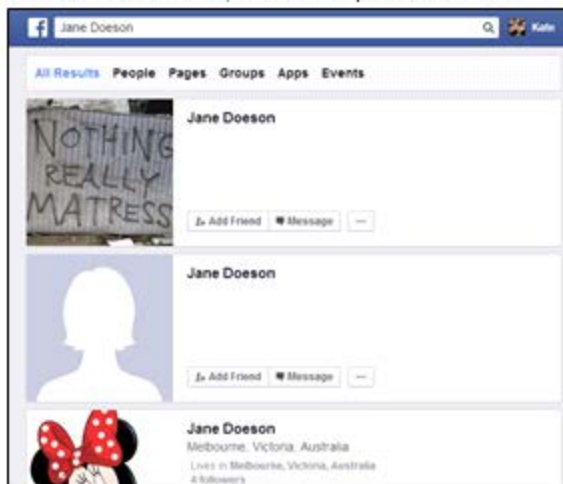 f Jane Doeson Kate
All Results People Pages Groups Apps Events
NOTHING
REALLY
MATRESS
Jane Doeson
Add Friend Message ...
Jane Doeson
Add Friend Message ...
Jane Doeson
Melbourne, Victoria, Australia
Lives in Melbourne, Victoria, Australia
4 followers